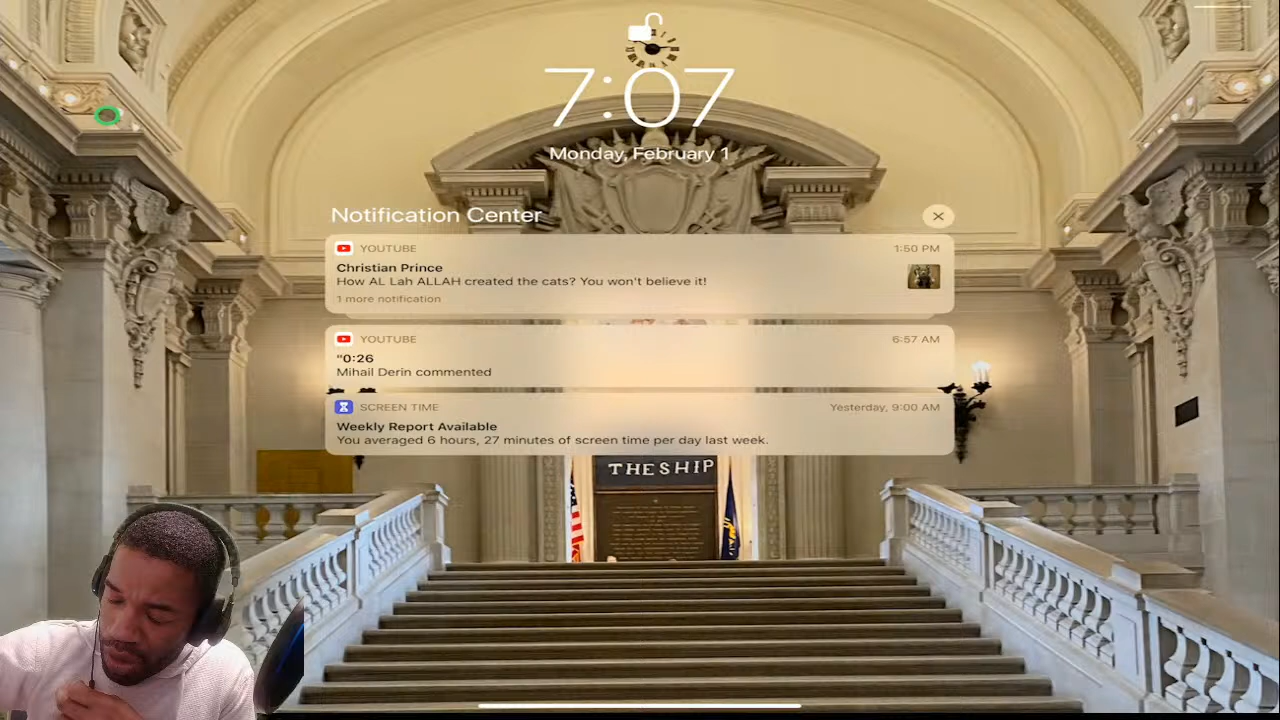 7:07
Monday, February 1
Notification Center
YOUTUBE 1:50 PM
Christian Prince
How AL Lah ALLAH created the cats? You won't believe it!
1 more notification
YOUTUBE 6:57 AM
"0:26
Mihail Derin commented
SCREEN TIME Yesterday, 9:00 AM
Weekly Report Available
You averaged 6 hours, 27 minutes of screen time per day last week.
THESHIP